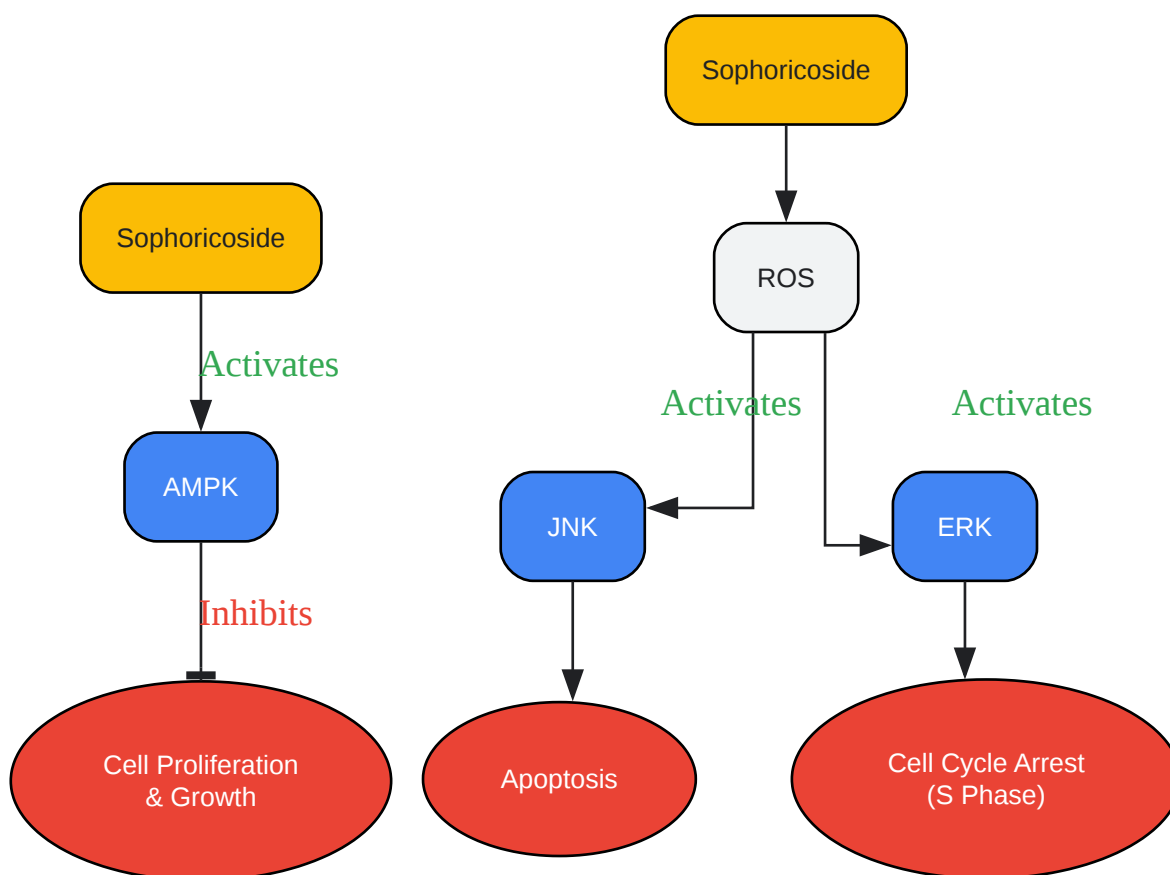 Sophoricoside
Sophoricoside
ROS
Activates
Activates
Activates
AMPK
JNK
ERK
Inhibits
Cell Proliferation
& Growth
Apoptosis
Cell Cycle Arrest
(S Phase)